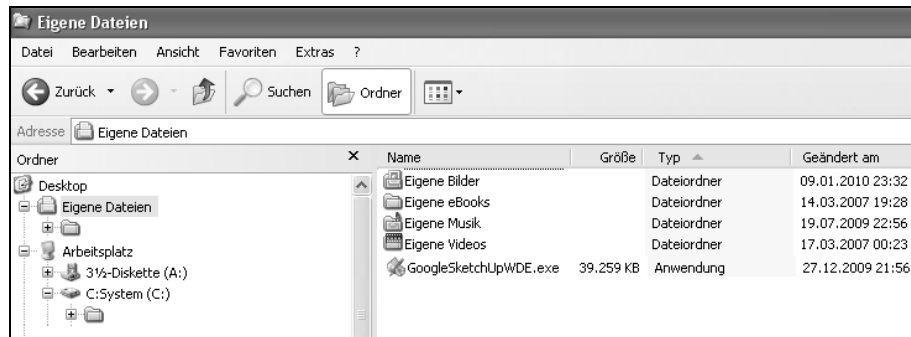 Eigene Dateien
Datei Bearbeiten Ansicht Favoriten Extras ?
Zurück Suchen Ordner
Adresse Eigene Dateien
Ordner
Desktop
Eigene Dateien
Arbeitsplatz
3½-Diskette (A:)
C:System (C:)
Name Größe Typ Geändert am
Eigene Bilder Dateiordner 09.01.2010 23:32
Eigene eBooks Dateiordner 14.03.2007 19:28
Eigene Musik Dateiordner 19.07.2009 22:56
Eigene Videos Dateiordner 17.03.2007 00:23
GoogleSketchUpWDE.exe 39.259 KB Anwendung 27.12.2009 21:56